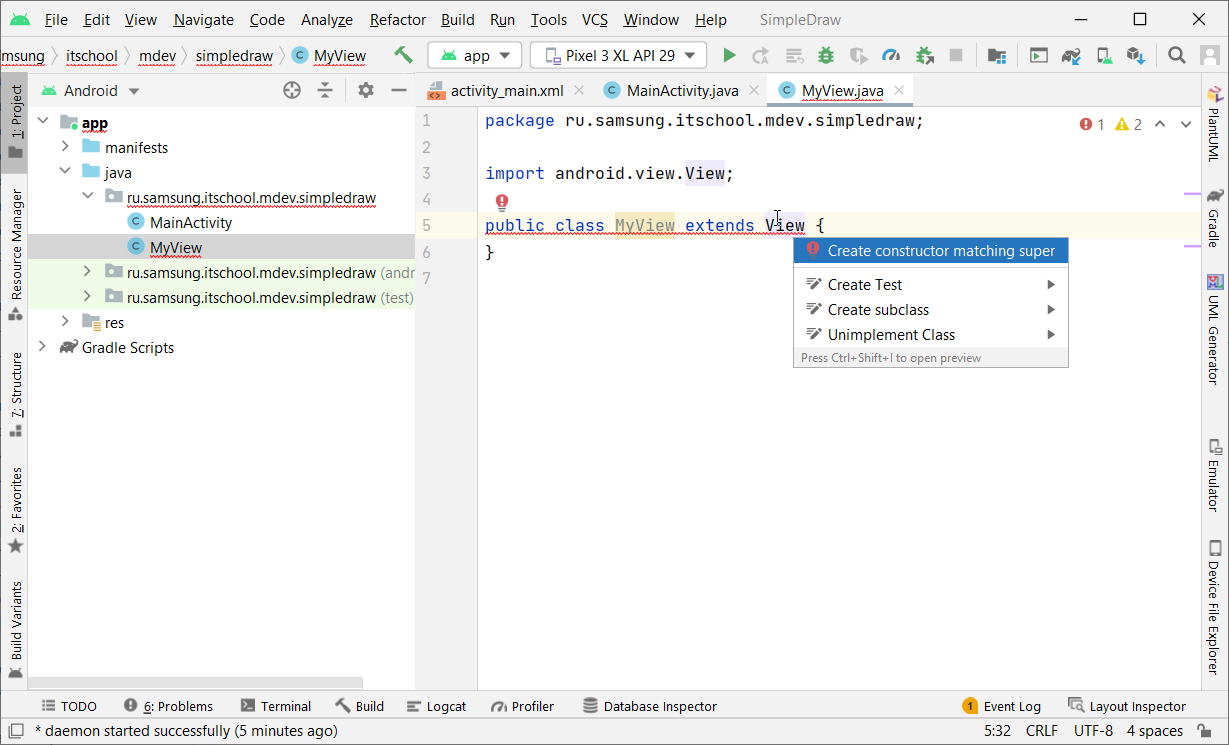 File Edit View Navigate Code Analyze Refactor Build Run Tools VCS Window Help SimpleDraw
msung itschool mdev simpledraw MyView app Pixel 3 XL API 29
Android
activity_main.xml MainActivity.java MyView.java
1: Project
Resource Manager
7: Structure
2: Favorites
Build Variants
app
manifests
java
ru.samsung.itschool.mdev.simpledraw
MainActivity
MyView
ru.samsung.itschool.mdev.simpledraw (andr
ru.samsung.itschool.mdev.simpledraw (test)
res
Gradle Scripts
1 package ru.samsung.itschool.mdev.simpledraw;
2
3 import android.view.View;
4
5 public class MyView extends View {
6 }
7
1 2
Create constructor matching super
Create Test
Create subclass
Unimplement Class
Press Ctrl+Shift+I to open preview
PlantUML
Gradle
UML Generator
Emulator
Device File Explorer
TODO 6: Problems Terminal Build Logcat Profiler Database Inspector 1 Event Log Layout Inspector
* daemon started successfully (5 minutes ago) 5:32 CRLF UTF-8 4 spaces